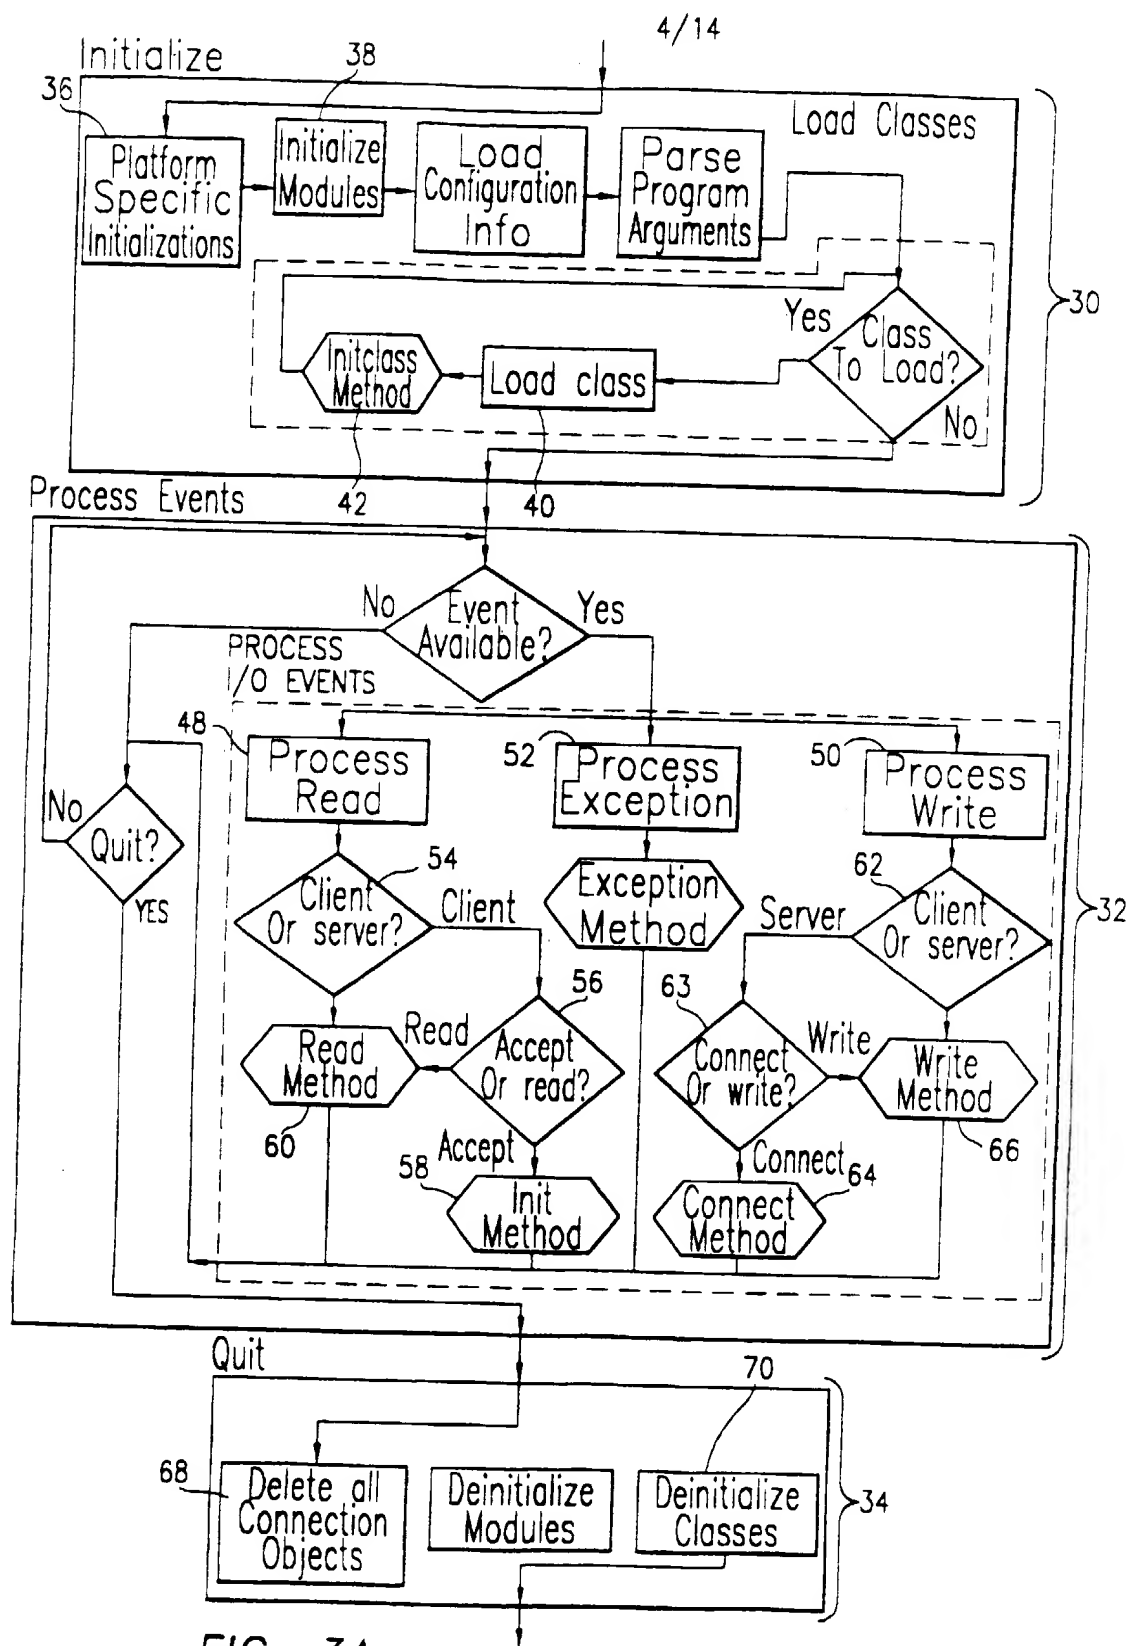 4/14
Initialize
38
36
Load Classes
Platform
Specific
Initializations
Initialize
Modules
Load
Configuration
Info
Parse
Program
Arguments
30
Yes
Class
To Load?
No
Initclass
Method
Load class
42
40
Process Events
No
Event
Available?
Yes
PROCESS
/O EVENTS
48
Process
Read
52
Process
Exception
50
Process
Write
No
Quit?
YES
54
Client
Or server?
Client
Exception
Method
62
Server
Client
Or server?
32
56
63
Read
Method
Read
Accept
Or read?
Connect
Or write?
Write
Write
Method
60
66
Accept
58
Init
Method
Connect
64
Connect
Method
Quit
70
68
Delete all
Connection
Objects
Deinitialize
Modules
Deinitialize
Classes
34
FIG. 3A